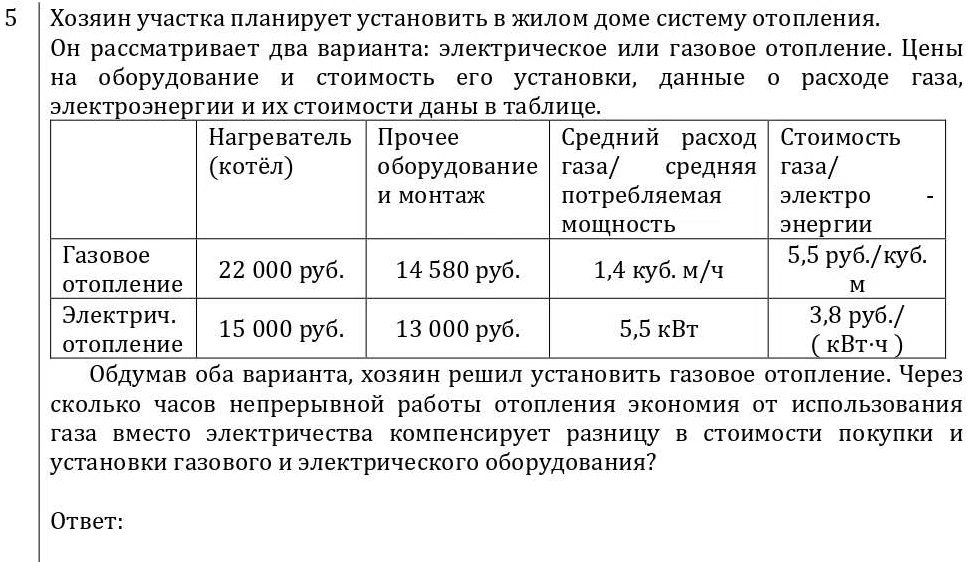 5
Хозяин участка планирует установить в жилом доме систему отопления.
Он рассматривает два варианта: электрическое или газовое отопление. Цены
на оборудование и стоимость его установки, данные о расходе газа,
электроэнергии и их стоимости даны в таблице.
Нагреватель (котёл)
Прочее оборудование и монтаж
Средний расход газа/ средняя потребляемая мощность
Стоимость газа/ электро - энергии
Газовое отопление
22 000 руб.
14 580 руб.
1,4 куб. м/ч
5,5 руб./куб. м
Электрич. отопление
15 000 руб.
13 000 руб.
5,5 кВт
3,8 руб./ ( кВт·ч )
Обдумав оба варианта, хозяин решил установить газовое отопление. Через
сколько часов непрерывной работы отопления экономия от использования
газа вместо электричества компенсирует разницу в стоимости покупки и
установки газового и электрического оборудования?
Ответ: